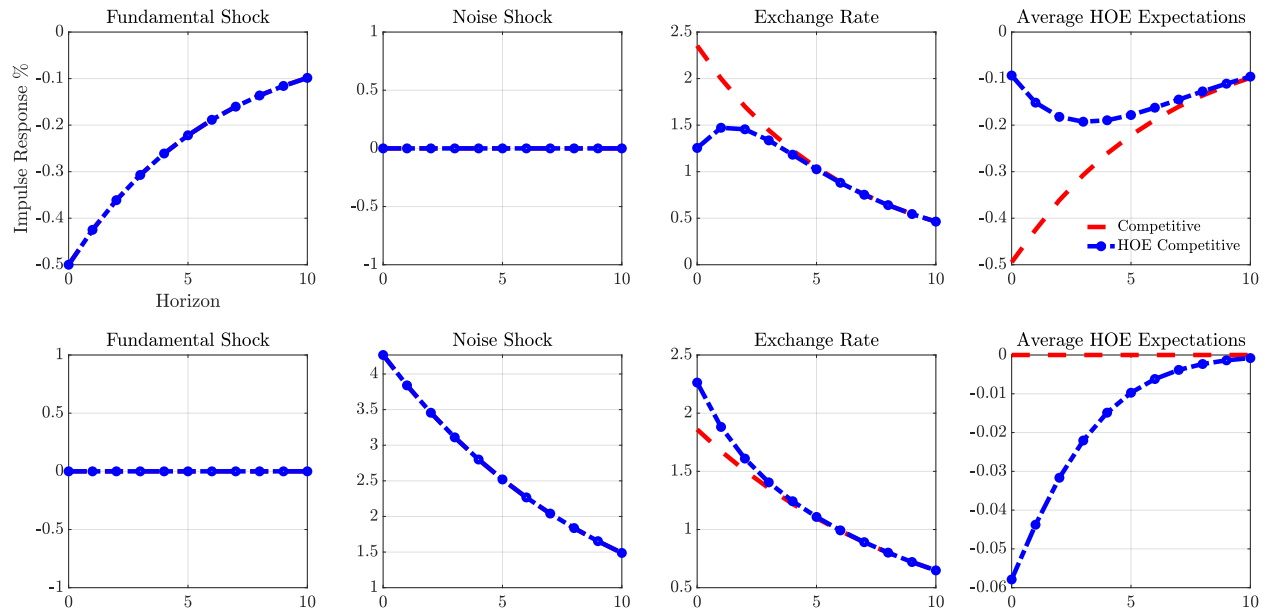 Fundamental Shock
0
-0.1
-0.2
-0.3
-0.4
-0.5
0 5 10
Impulse Response %
Horizon
Noise Shock
1
0.5
0
-0.5
-1
0 5 10
Exchange Rate
2.5
2
1.5
1
0.5
0
0 5 10
Average HOE Expectations
0
-0.1
-0.2
-0.3
-0.4
-0.5
0 5 10
Competitive
HOE Competitive
Fundamental Shock
1
0.5
0
-0.5
-1
0 5 10
Noise Shock
4
3.5
3
2.5
2
1.5
1
0 5 10
Exchange Rate
2.5
2
1.5
1
0.5
0 5 10
Average HOE Expectations
0
-0.01
-0.02
-0.03
-0.04
-0.05
-0.06
0 5 10